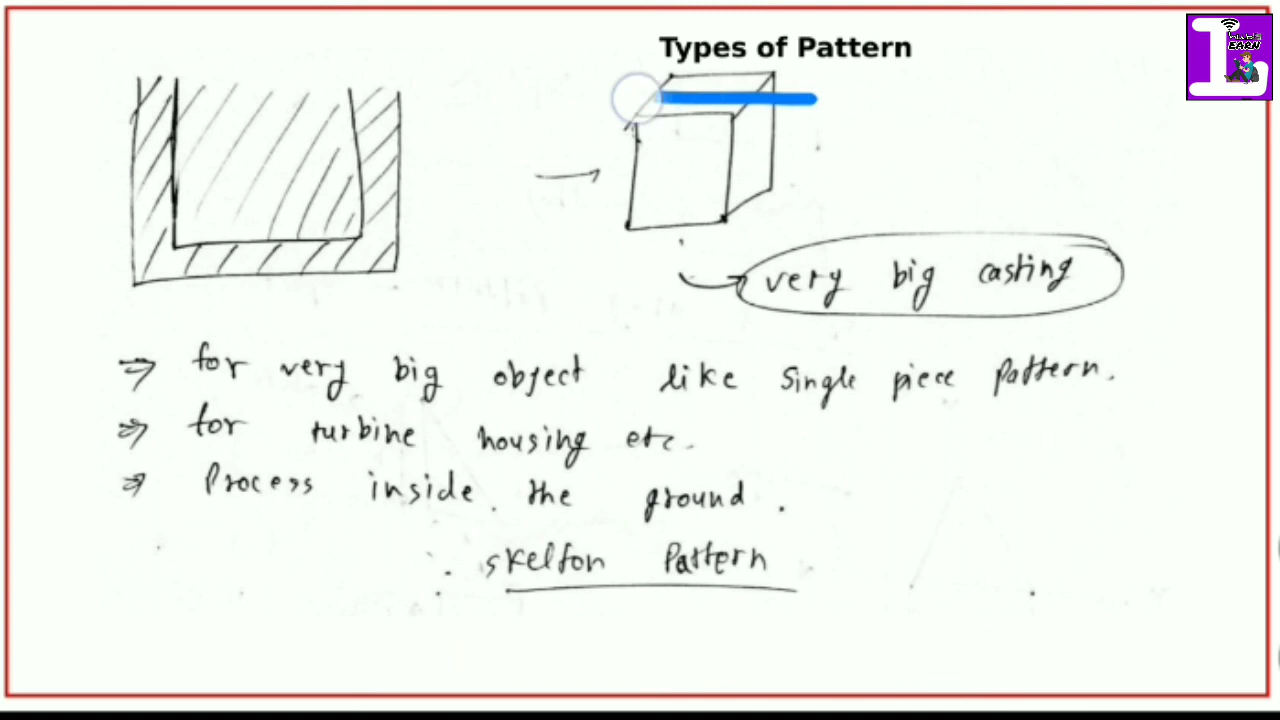 Types of Pattern
EARN
very big casting
⇒ for very big object like single piece pattern.
⇒ for turbine housing etc.
⇒ Process inside the ground.
skelton Pattern